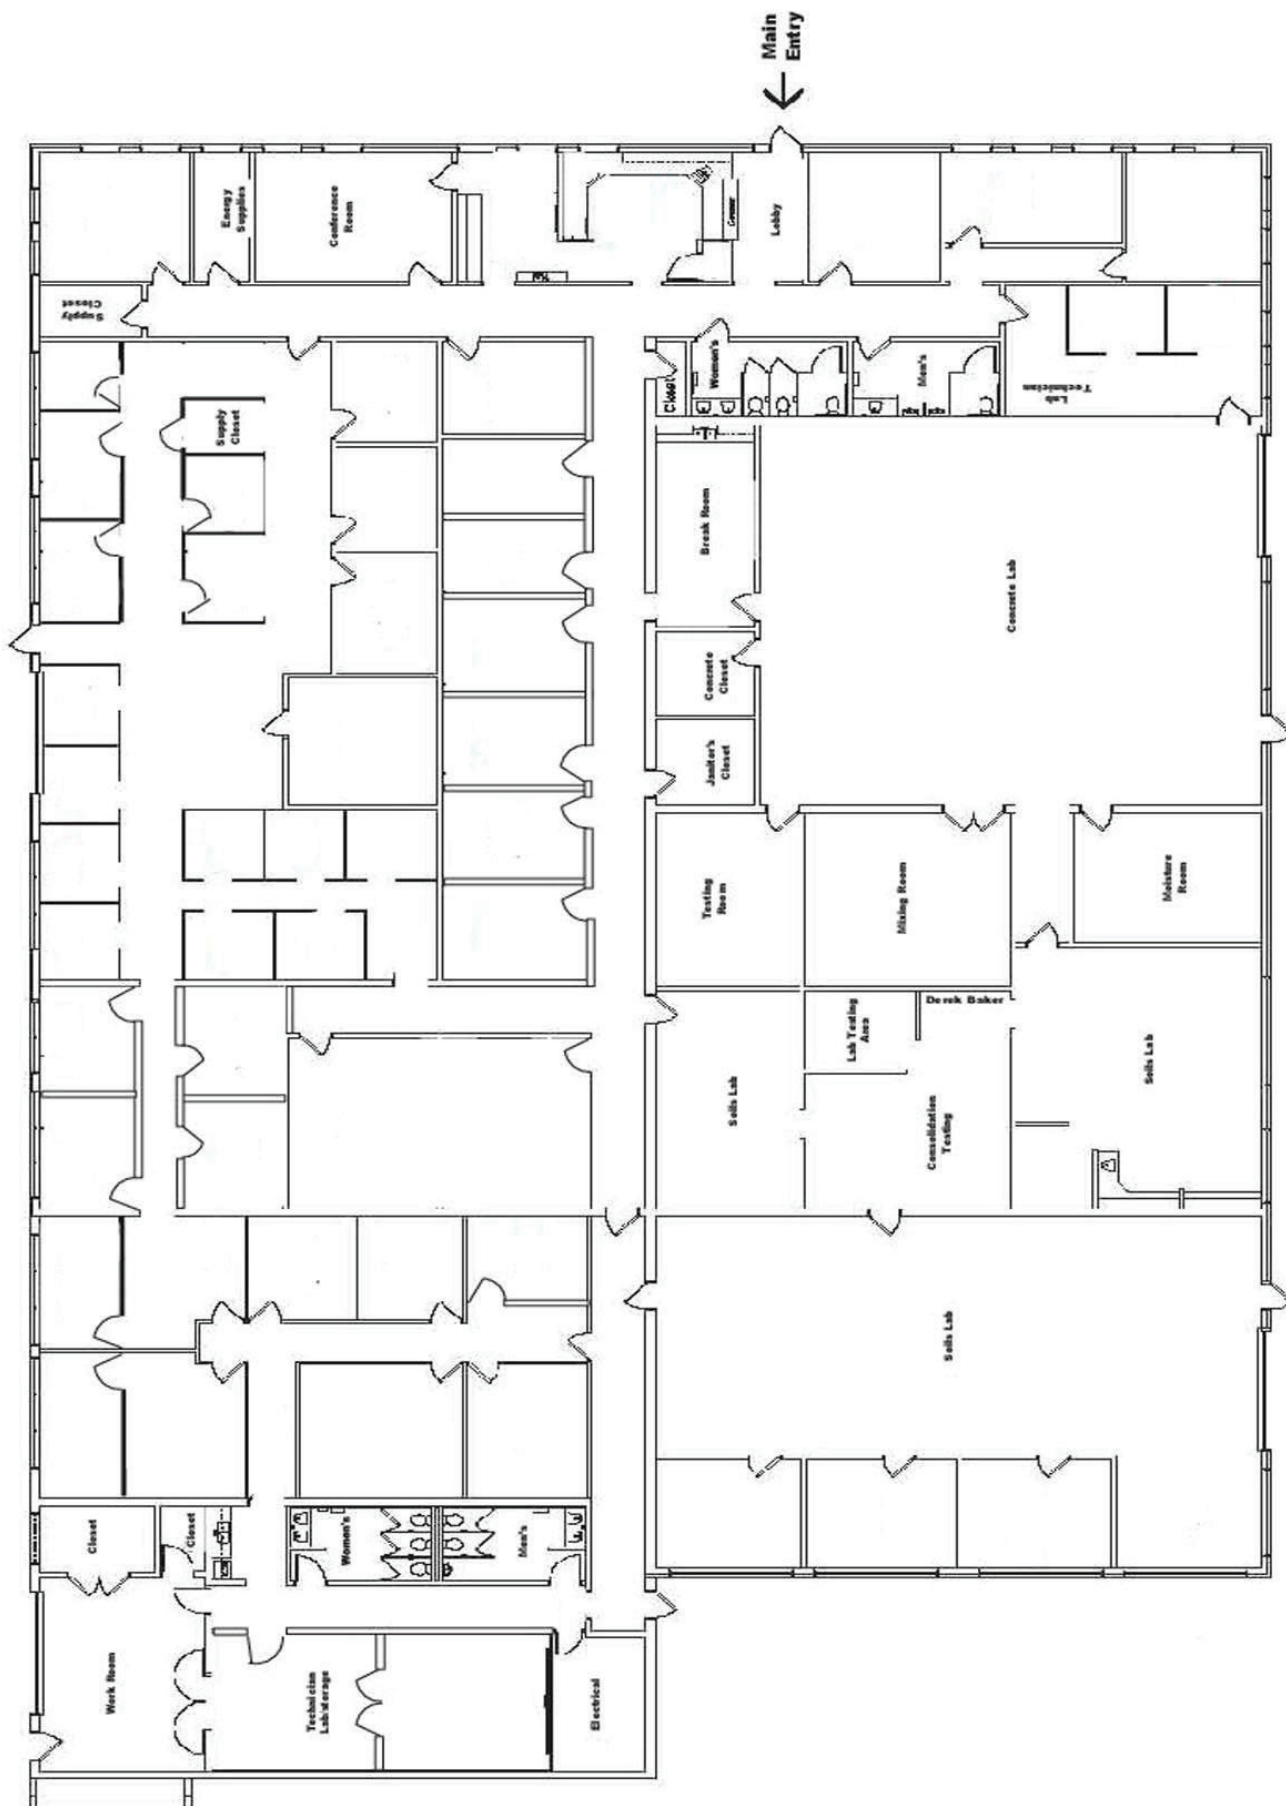 Main
Entry
Energy
Supplies
Conference
Room
Lobby
Supply
Closet
Closet
Women's
Men's
Technician
Lab
Supply
Closet
Break Room
Concrete Lab
Concrete
Closet
Janitor's
Closet
Testing
Room
Mixing Room
Moisture
Room
Derek Baker
Lab Testing
Area
Soils Lab
Soils Lab
Consolidation
Testing
Soils Lab
Closet
Closet
Women's
Men's
Work Room
Technician
Lab/storage
Electrical